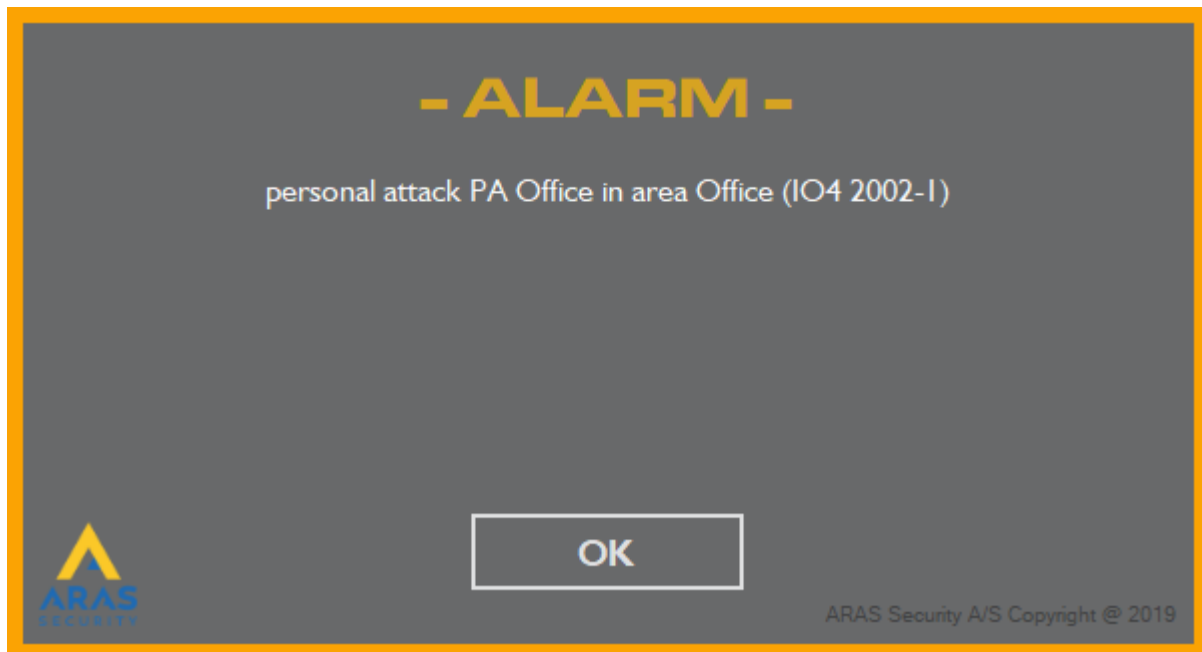 - ALARM -
personal attack PA Office in area Office (IO4 2002-1)
OK
ARAS
SECURITY
ARAS Security A/S Copyright @ 2019